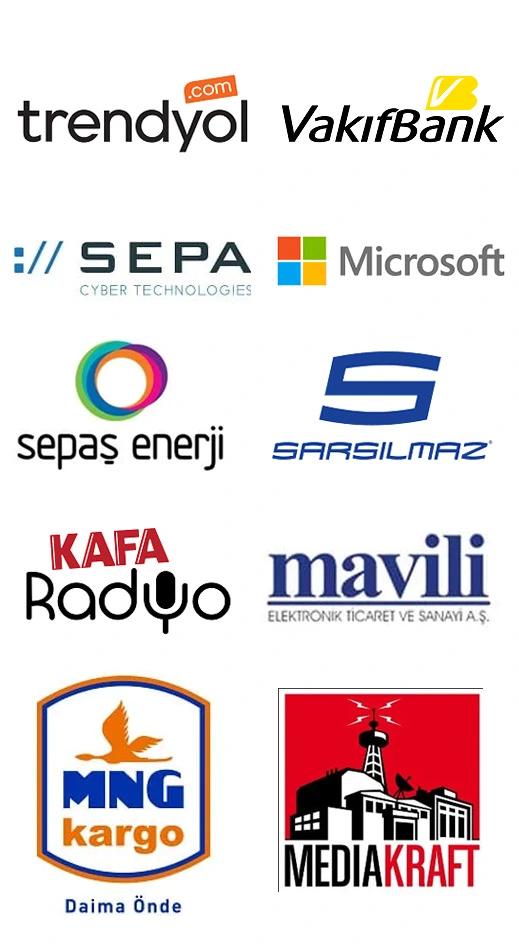 .com
trendyol
VakıfBank
:// SEPA
CYBER TECHNOLOGIES
Microsoft
sepaş enerji
SARSILMAZ®
KAFA
Radyo
mavili
ELEKTRONİK TİCARET VE SANAYİ A.Ş.
MNG
kargo
Daima Önde
MEDIAKRAFT